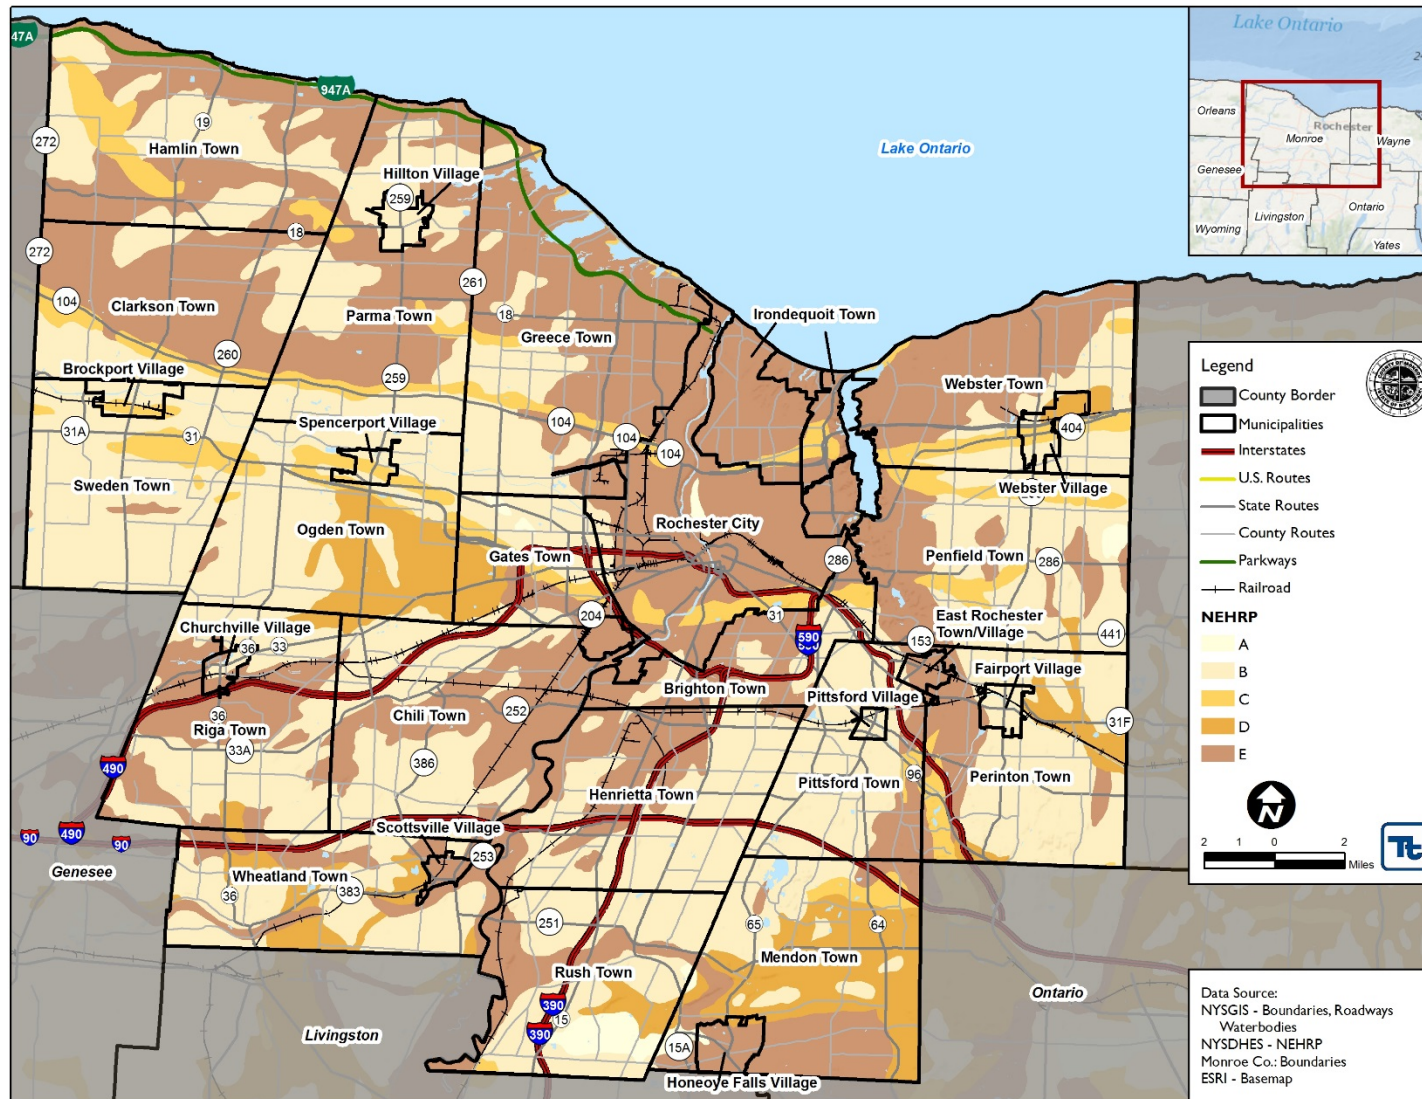 47A
947A
19
272
Hamlin Town
Hillton Village
259
18
272
261
104
Clarkson Town
Parma Town
18
Greece Town
Irondequoit Town
Lake Ontario
260
259
Brockport Village
Webster Town
31A
31
Spencerport Village
104
104
104
404
Sweden Town
Webster Village
Ogden Town
Rochester City
Gates Town
286
Penfield Town
286
204
31
590
East Rochester
Town/Village
153
441
Churchville Village
36
33
Fairport Village
Brighton Town
Pittsford Village
36
Riga Town
33A
Chili Town
252
31F
490
386
Henrietta Town
Pittsford Town
96
Perinton Town
90
490
90
Genesee
Scottsville Village
253
Wheatland Town
36
383
251
65
64
Rush Town
Mendon Town
390
15
390
Livingston
15A
Honeoye Falls Village
Ontario
Lake Ontario
Orleans
Rochester
Monroe
Wayne
Genesee
Ontario
Livingston
Wyoming
Yates
Legend
County Border
Municipalities
Interstates
U.S. Routes
State Routes
County Routes
Parkways
Railroad
NEHRP
A
B
C
D
E
N
2 1 0 2
Miles
Tt
Data Source:
NYSGIS - Boundaries, Roadways
Waterbodies
NYSDHES - NEHRP
Monroe Co.: Boundaries
ESRI - Basemap